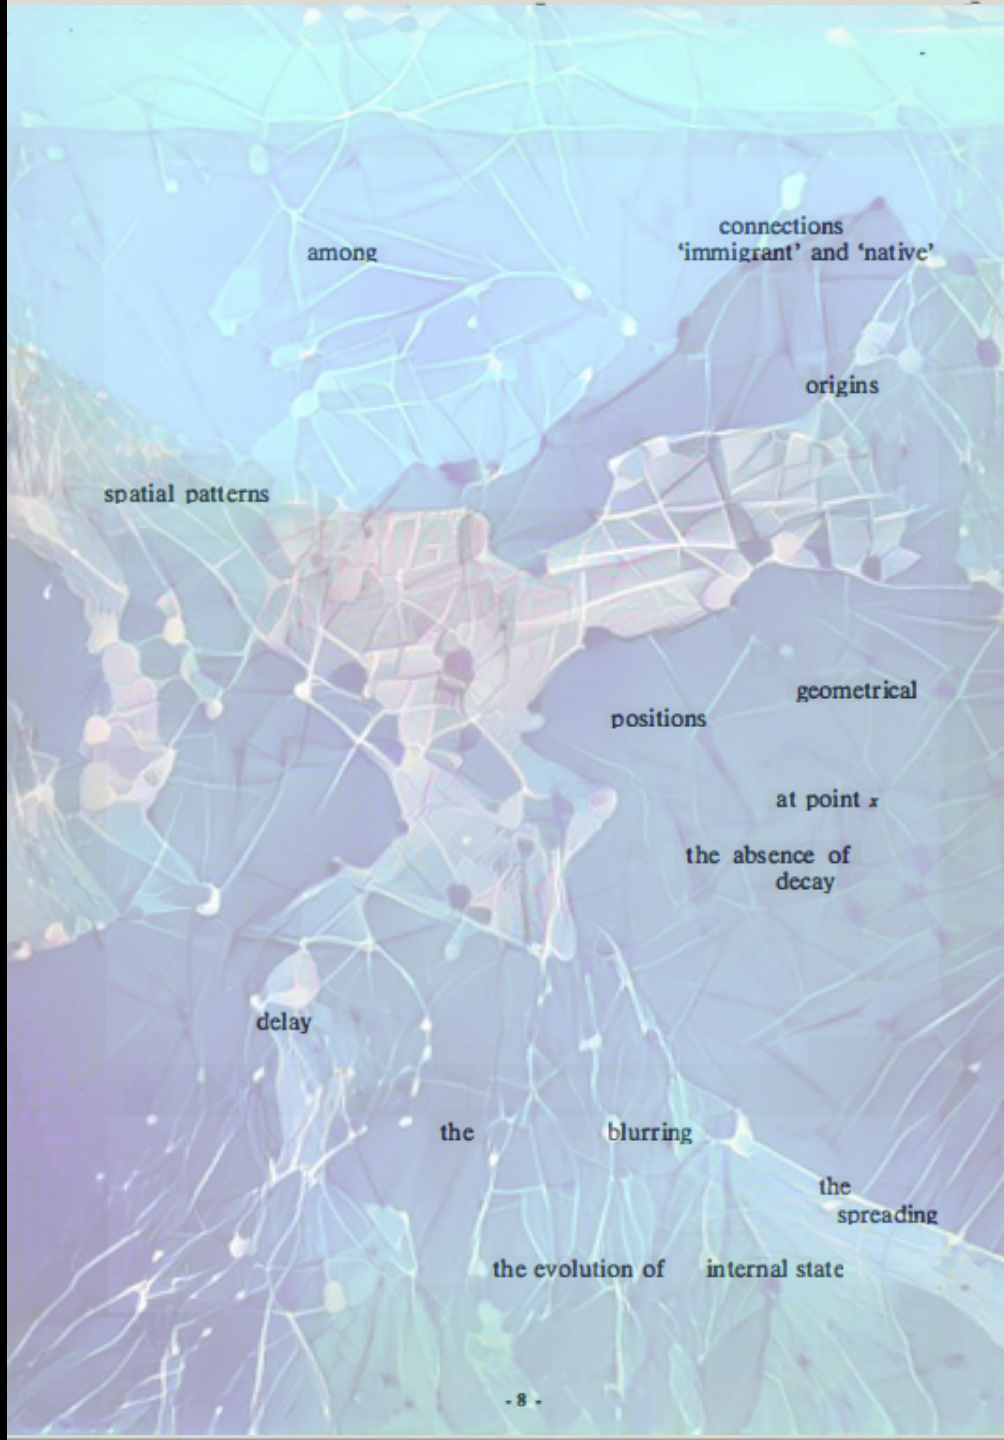 connections
among 'immigrant' and 'native'
origins
spatial patterns
geometrical
positions
at point x
the absence of
decay
delay
the blurring
the
spreading
the evolution of internal state
- 8 -